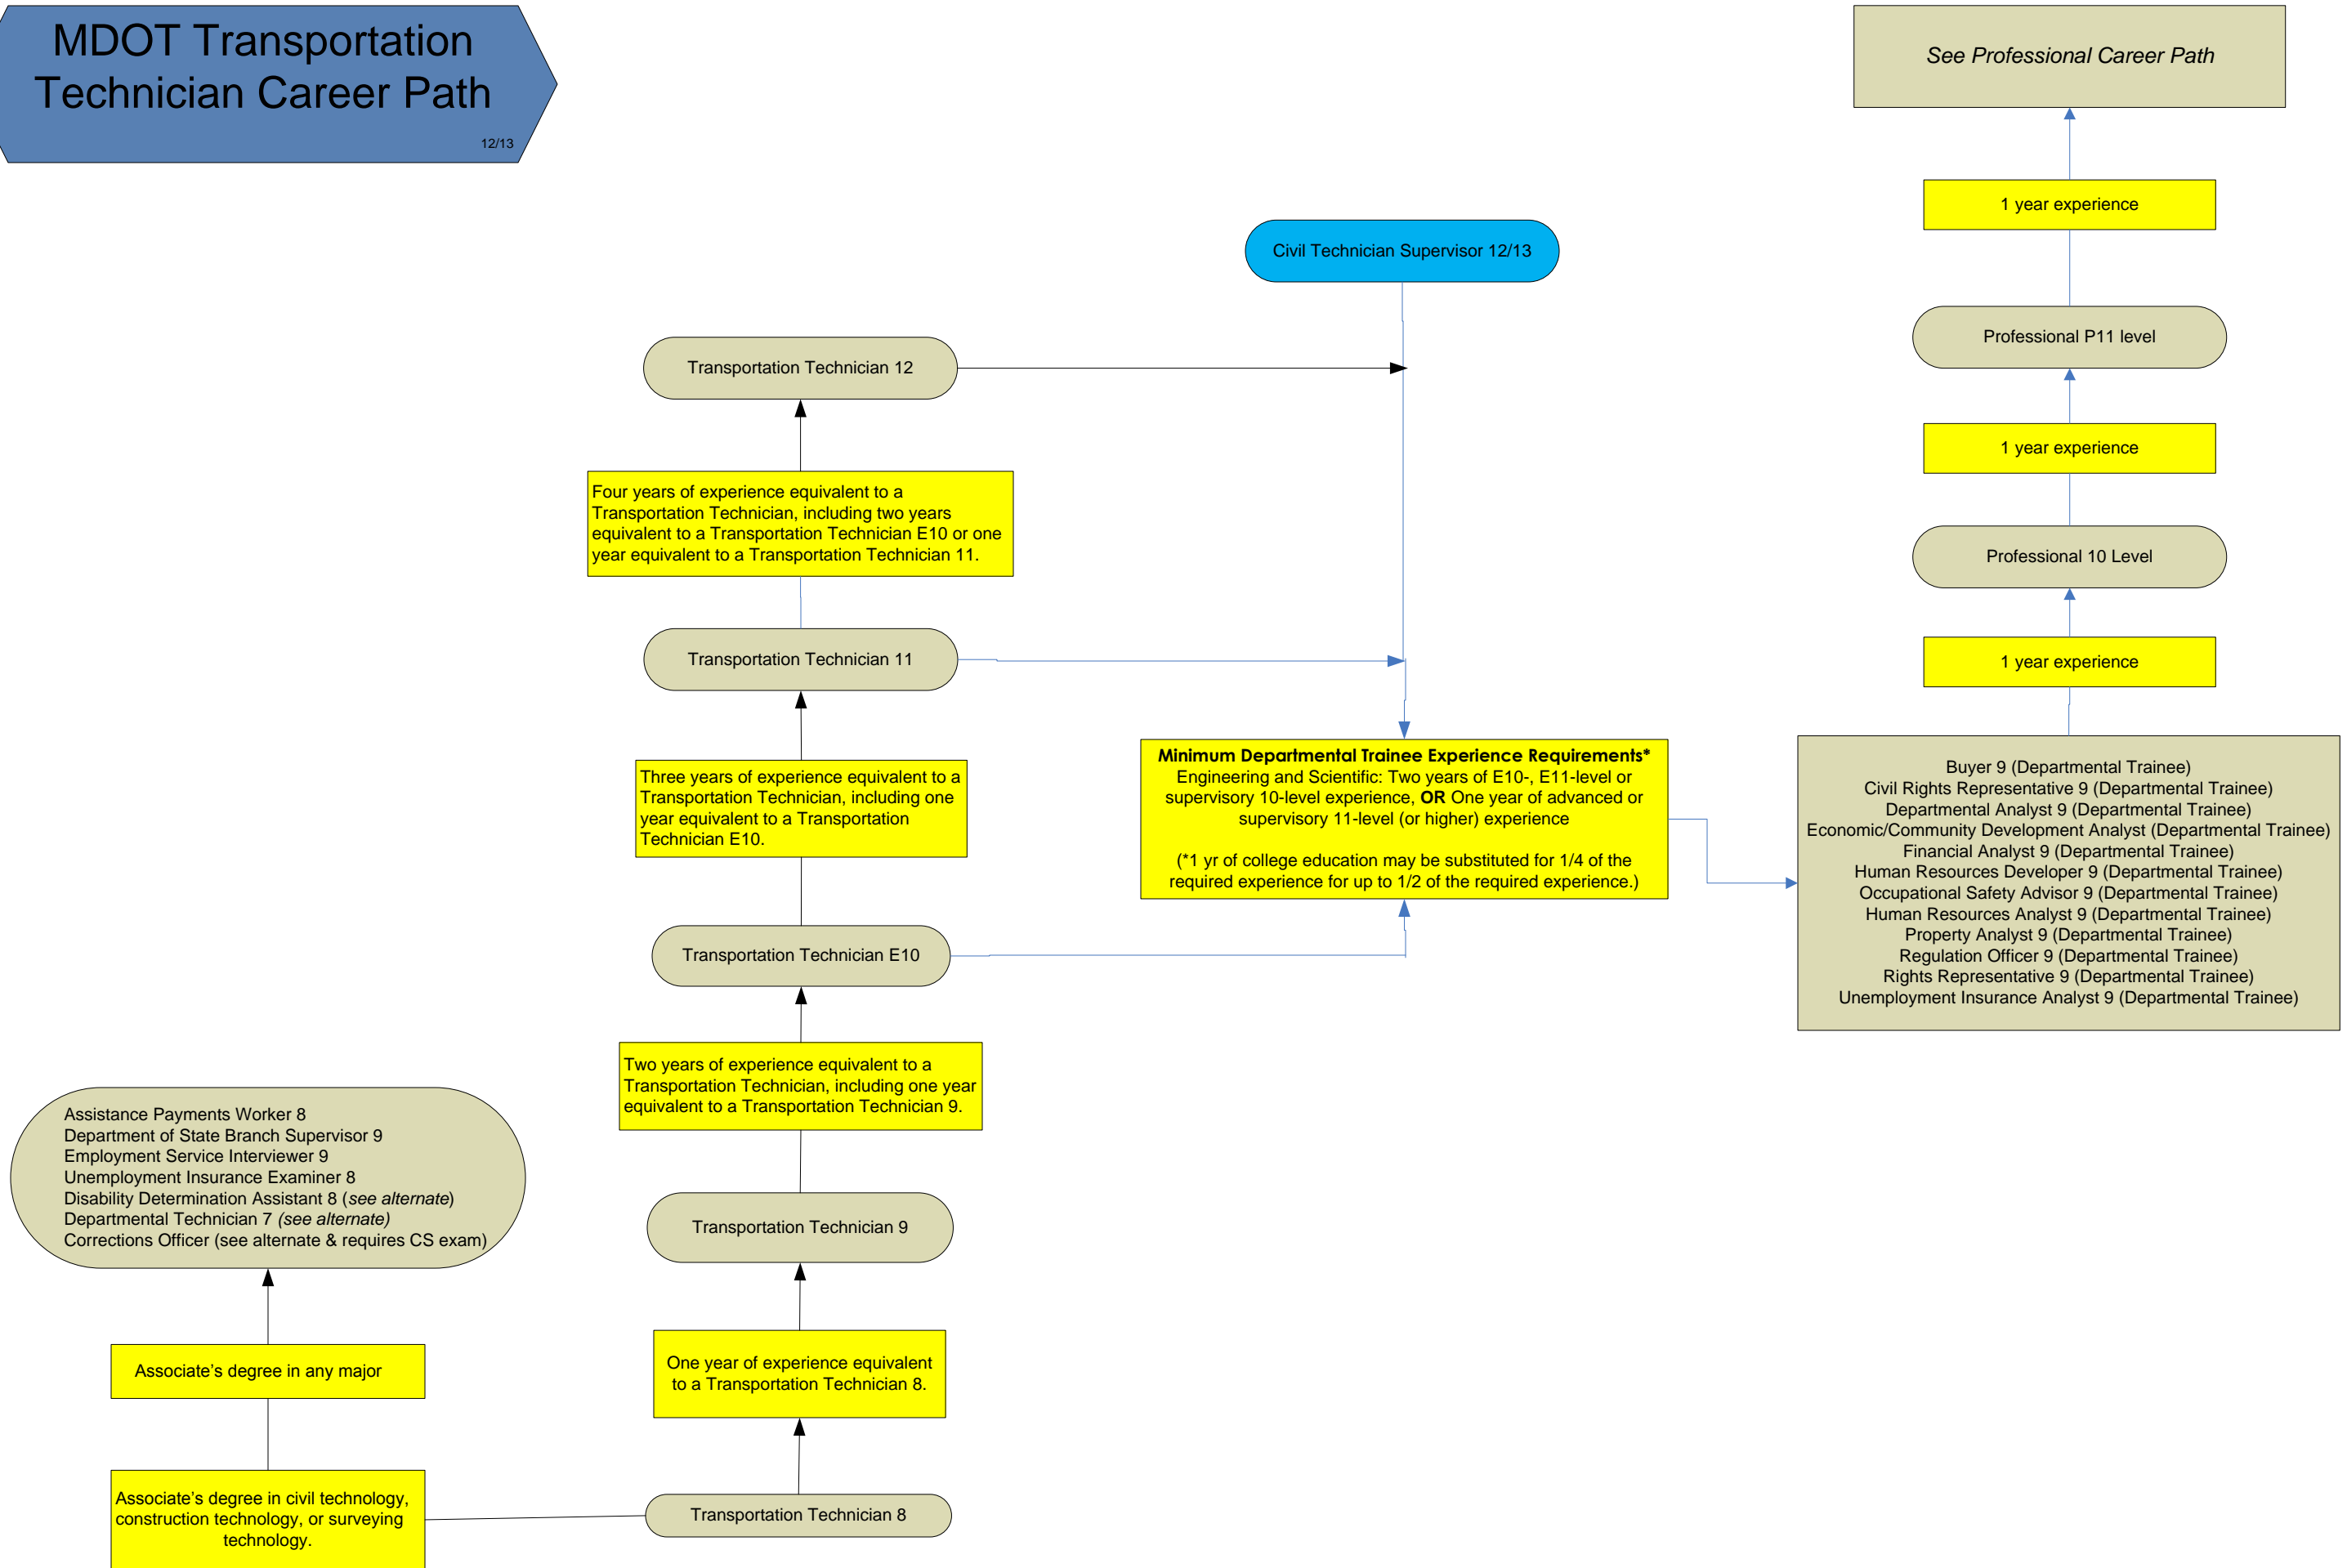 MDOT Transportation
Technician Career Path
12/13
See Professional Career Path
1 year experience
Civil Technician Supervisor 12/13
Professional P11 level
Transportation Technician 12
1 year experience
Four years of experience equivalent to a
Transportation Technician, including two years
equivalent to a Transportation Technician E10 or one
year equivalent to a Transportation Technician 11.
Professional 10 Level
Transportation Technician 11
1 year experience
Three years of experience equivalent to a
Transportation Technician, including one
year equivalent to a Transportation
Technician E10.
Minimum Departmental Trainee Experience Requirements*
Engineering and Scientific: Two years of E10-, E11-level or
supervisory 10-level experience, OR One year of advanced or
supervisory 11-level (or higher) experience
(*1 yr of college education may be substituted for 1/4 of the
required experience for up to 1/2 of the required experience.)
Buyer 9 (Departmental Trainee)
Civil Rights Representative 9 (Departmental Trainee)
Departmental Analyst 9 (Departmental Trainee)
Economic/Community Development Analyst (Departmental Trainee)
Financial Analyst 9 (Departmental Trainee)
Human Resources Developer 9 (Departmental Trainee)
Occupational Safety Advisor 9 (Departmental Trainee)
Human Resources Analyst 9 (Departmental Trainee)
Property Analyst 9 (Departmental Trainee)
Regulation Officer 9 (Departmental Trainee)
Rights Representative 9 (Departmental Trainee)
Unemployment Insurance Analyst 9 (Departmental Trainee)
Transportation Technician E10
Two years of experience equivalent to a
Transportation Technician, including one year
equivalent to a Transportation Technician 9.
Assistance Payments Worker 8
Department of State Branch Supervisor 9
Employment Service Interviewer 9
Unemployment Insurance Examiner 8
Disability Determination Assistant 8 (see alternate)
Departmental Technician 7 (see alternate)
Corrections Officer (see alternate & requires CS exam)
Transportation Technician 9
Associate’s degree in any major
One year of experience equivalent
to a Transportation Technician 8.
Associate’s degree in civil technology,
construction technology, or surveying
technology.
Transportation Technician 8